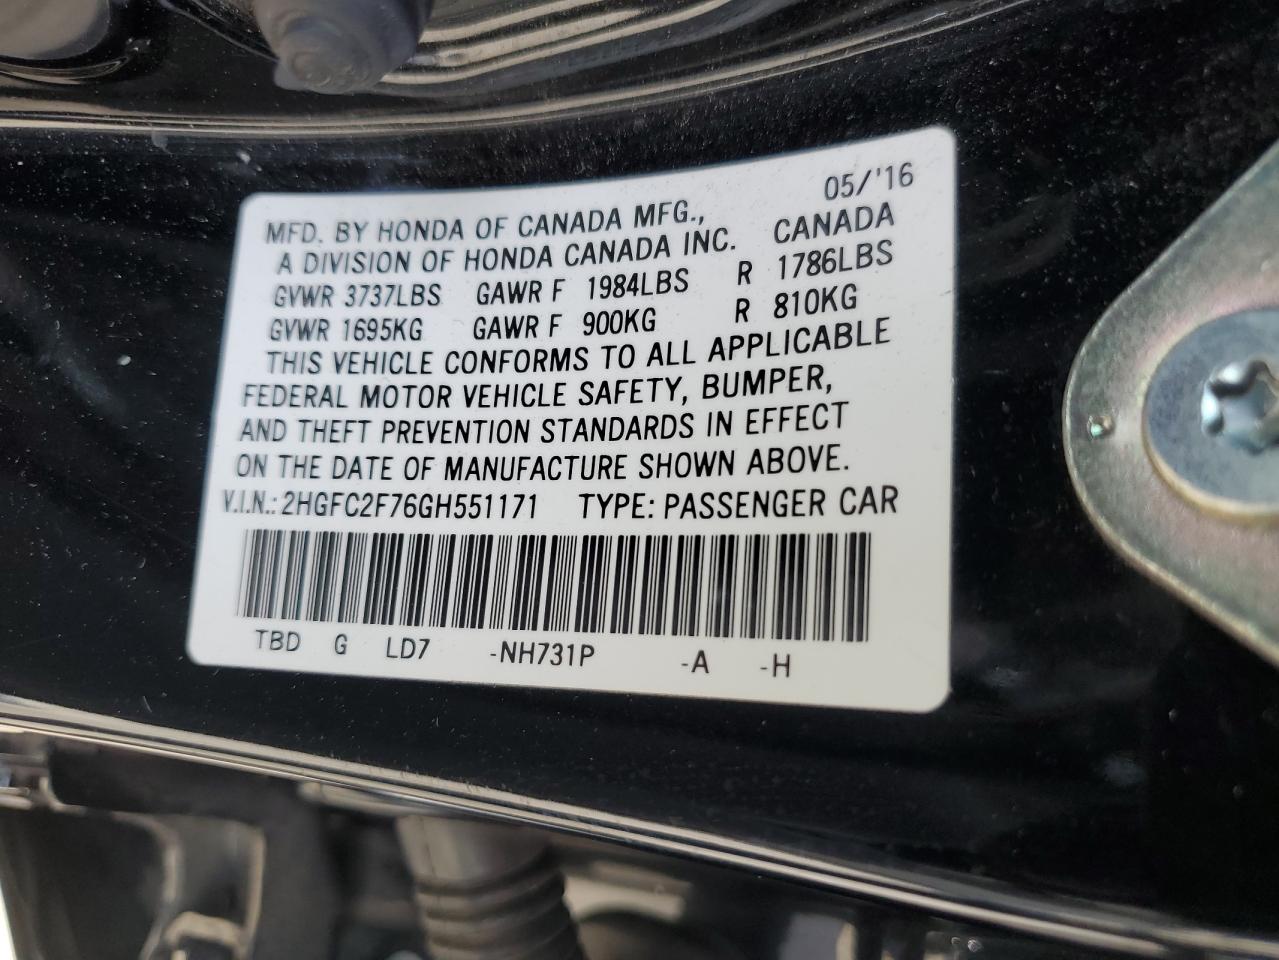 05/'16
MFD. BY HONDA OF CANADA MFG., CANADA
A DIVISION OF HONDA CANADA INC.
GVWR 3737LBS GAWR F 1984LBS R 1786LBS
GVWR 1695KG GAWR F 900KG R 810KG
THIS VEHICLE CONFORMS TO ALL APPLICABLE
FEDERAL MOTOR VEHICLE SAFETY, BUMPER,
AND THEFT PREVENTION STANDARDS IN EFFECT
ON THE DATE OF MANUFACTURE SHOWN ABOVE.
V.I.N.: 2HGFC2F76GH551171 TYPE: PASSENGER CAR
TBD G LD7 -NH731P -A -H